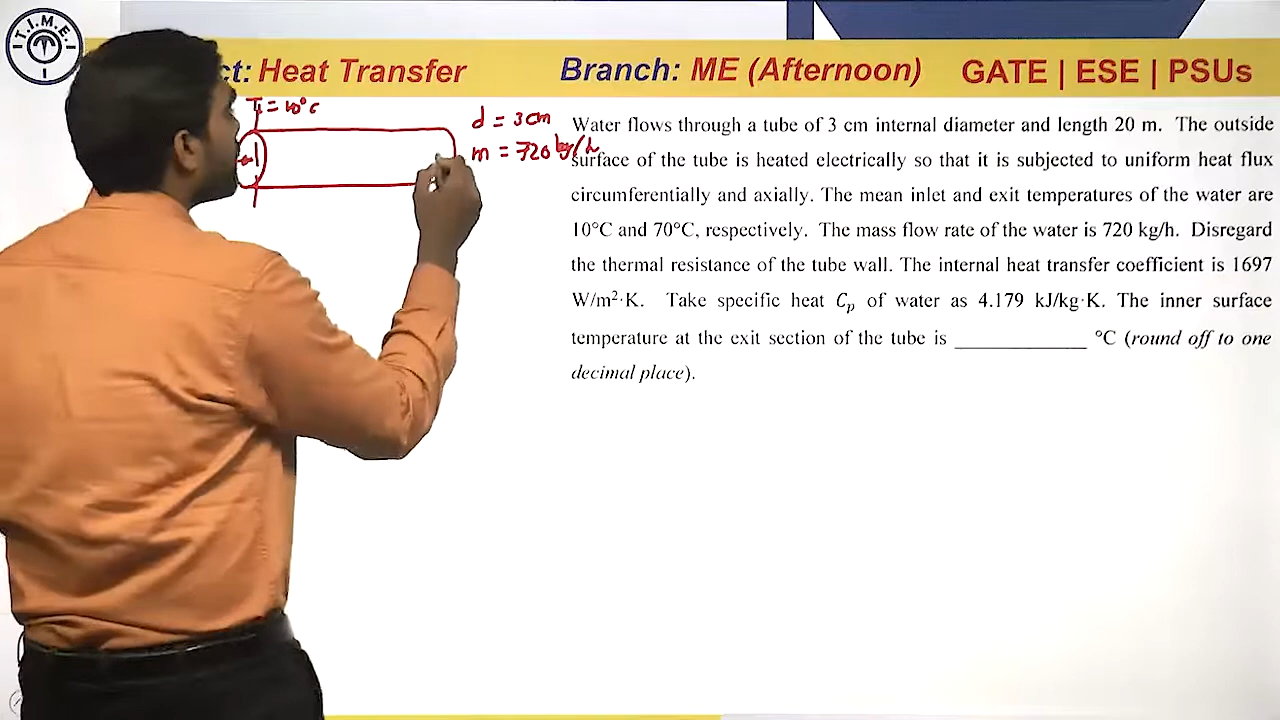 T.I.M.E.
ct: Heat Transfer
Branch: ME (Afternoon)
GATE | ESE | PSUs
d = 3 cm
m = 720 kg/h
Water flows through a tube of 3 cm internal diameter and length 20 m. The outside
surface of the tube is heated electrically so that it is subjected to uniform heat flux
circumferentially and axially. The mean inlet and exit temperatures of the water are
10°C and 70°C, respectively. The mass flow rate of the water is 720 kg/h. Disregard
the thermal resistance of the tube wall. The internal heat transfer coefficient is 1697
W/m²·K. Take specific heat Cₚ of water as 4.179 kJ/kg·K. The inner surface
temperature at the exit section of the tube is ____________ °C (round off to one
decimal place).